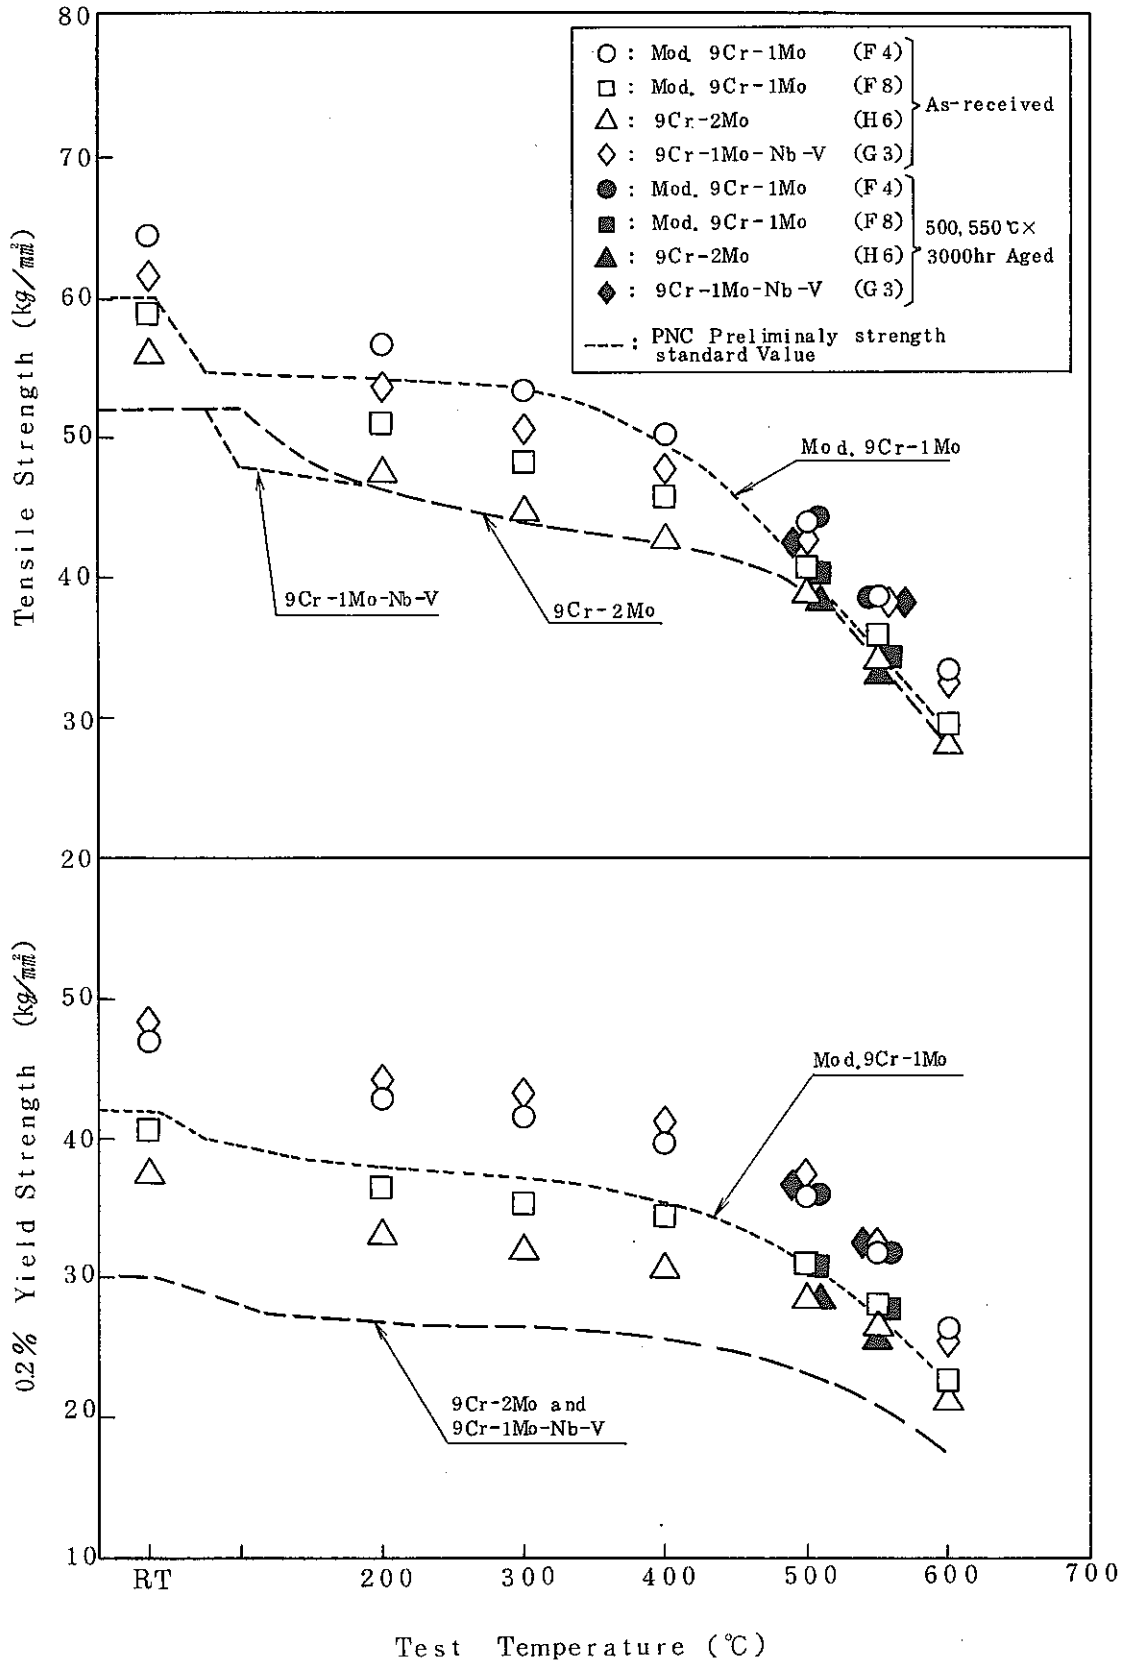 80
70
60
50
40
30
20
Tensile Strength (kg/mm²)
○ : Mod. 9Cr-1Mo (F4)
□ : Mod. 9Cr-1Mo (F8)
△ : 9Cr-2Mo (H6)
◇ : 9Cr-1Mo-Nb-V (G3)
As-received
● : Mod. 9Cr-1Mo (F4)
■ : Mod. 9Cr-1Mo (F8)
▲ : 9Cr-2Mo (H6)
◆ : 9Cr-1Mo-Nb-V (G3)
500, 550℃×
3000hr Aged
--- : PNC Preliminaly strength
standard Value
Mod. 9Cr-1Mo
9Cr-1Mo-Nb-V
9Cr-2Mo
50
40
30
20
10
0.2% Yield Strength (kg/mm²)
Mod. 9Cr-1Mo
9Cr-2Mo and
9Cr-1Mo-Nb-V
RT 200 300 400 500 600 700
Test Temperature (℃)